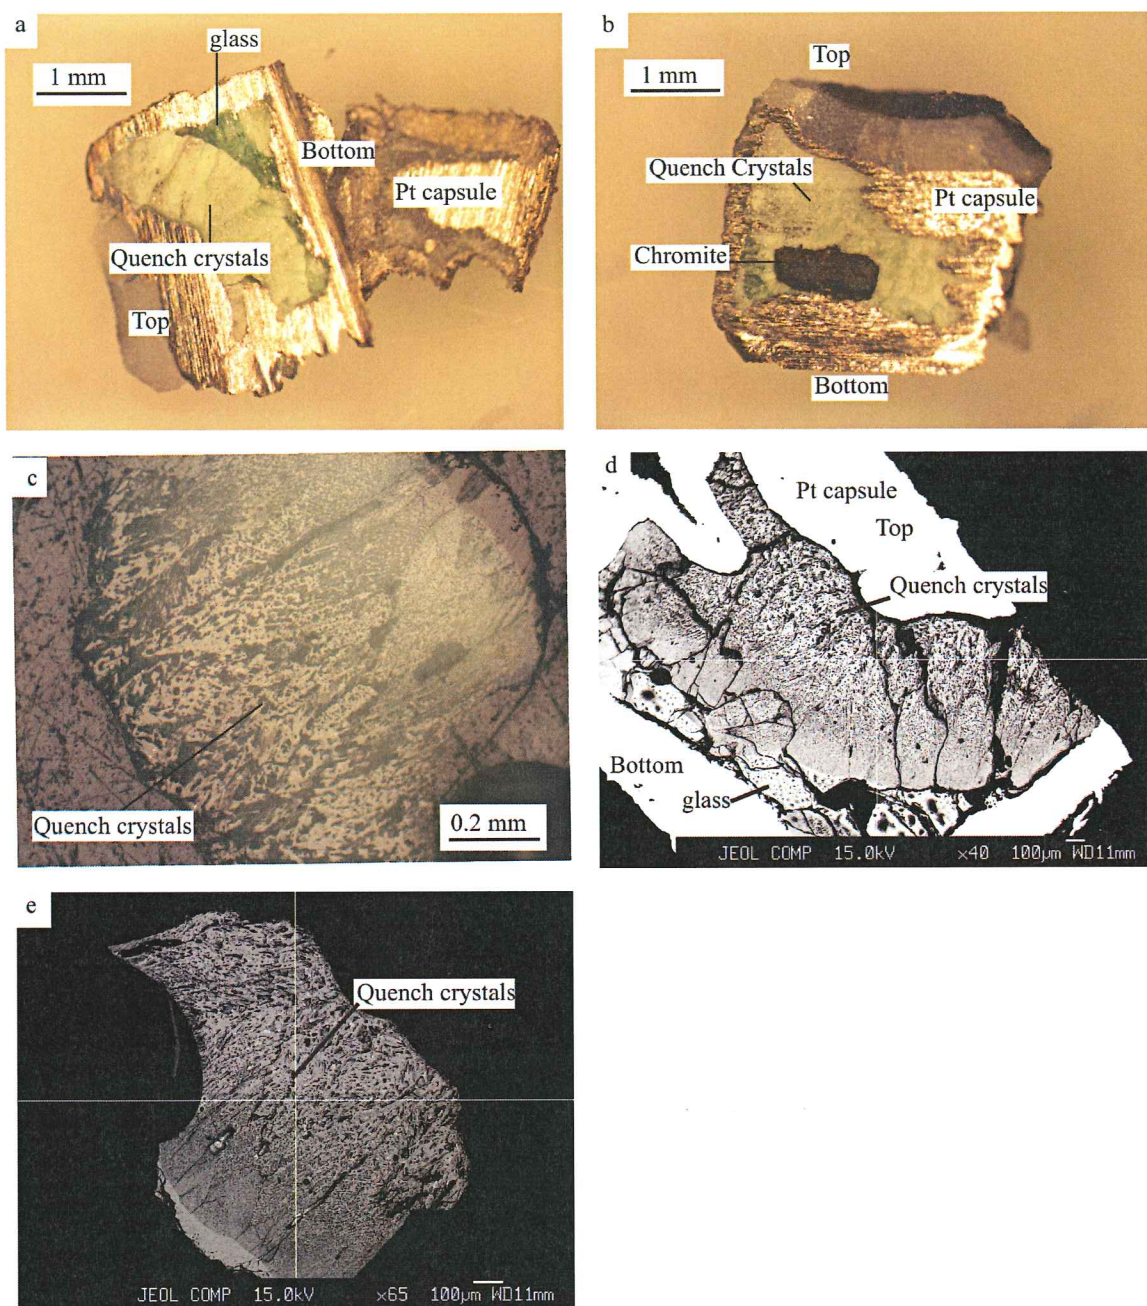 a
glass
1 mm
Bottom
Pt capsule
Quench crystals
Top
b
Top
1 mm
Quench Crystals
Pt capsule
Chromite
Bottom
c
Quench crystals
0.2 mm
d
Pt capsule
Top
Quench crystals
Bottom
glass
JEOL COMP 15.0kV ×40 100μm WD11mm
e
Quench crystals
JEOL COMP 15.0kV ×65 100μm WD11mm